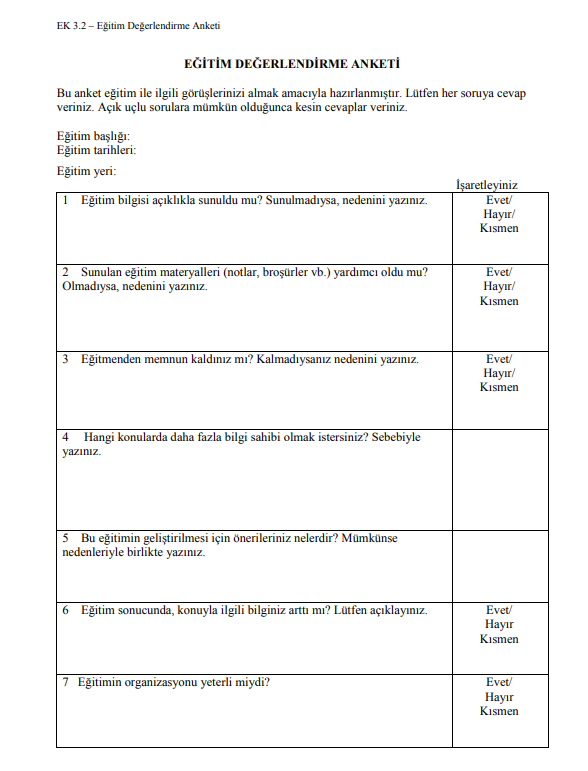 EK 3.2 – Eğitim Değerlendirme Anketi
EĞİTİM DEĞERLENDİRME ANKETİ
Bu anket eğitim ile ilgili görüşlerinizi almak amacıyla hazırlanmıştır. Lütfen her soruya cevap
veriniz. Açık uçlu sorulara mümkün olduğunca kesin cevaplar veriniz.
Eğitim başlığı:
Eğitim tarihleri:
Eğitim yeri:
İşaretleyiniz
1 Eğitim bilgisi açıklıkla sunuldu mu? Sunulmadıysa, nedenini yazınız.
Evet/
Hayır/
Kısmen
2 Sunulan eğitim materyalleri (notlar, broşürler vb.) yardımcı oldu mu?
Olmadıysa, nedenini yazınız.
Evet/
Hayır/
Kısmen
3 Eğitmenden memnun kaldınız mı? Kalmadıysanız nedenini yazınız.
Evet/
Hayır/
Kısmen
4 Hangi konularda daha fazla bilgi sahibi olmak istersiniz? Sebebiyle
yazınız.
5 Bu eğitimin geliştirilmesi için önerileriniz nelerdir? Mümkünse
nedenleriyle birlikte yazınız.
6 Eğitim sonucunda, konuyla ilgili bilginiz arttı mı? Lütfen açıklayınız.
Evet/
Hayır
Kısmen
7 Eğitimin organizasyonu yeterli miydi?
Evet/
Hayır
Kısmen